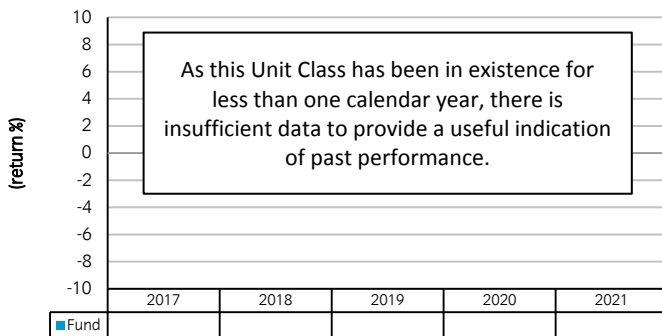 10
8
6
4
2
0
-2
-4
-6
-8
-10
(return %)
As this Unit Class has been in existence for
less than one calendar year, there is
insufficient data to provide a useful indication
of past performance.
2017 2018 2019 2020 2021
Fund